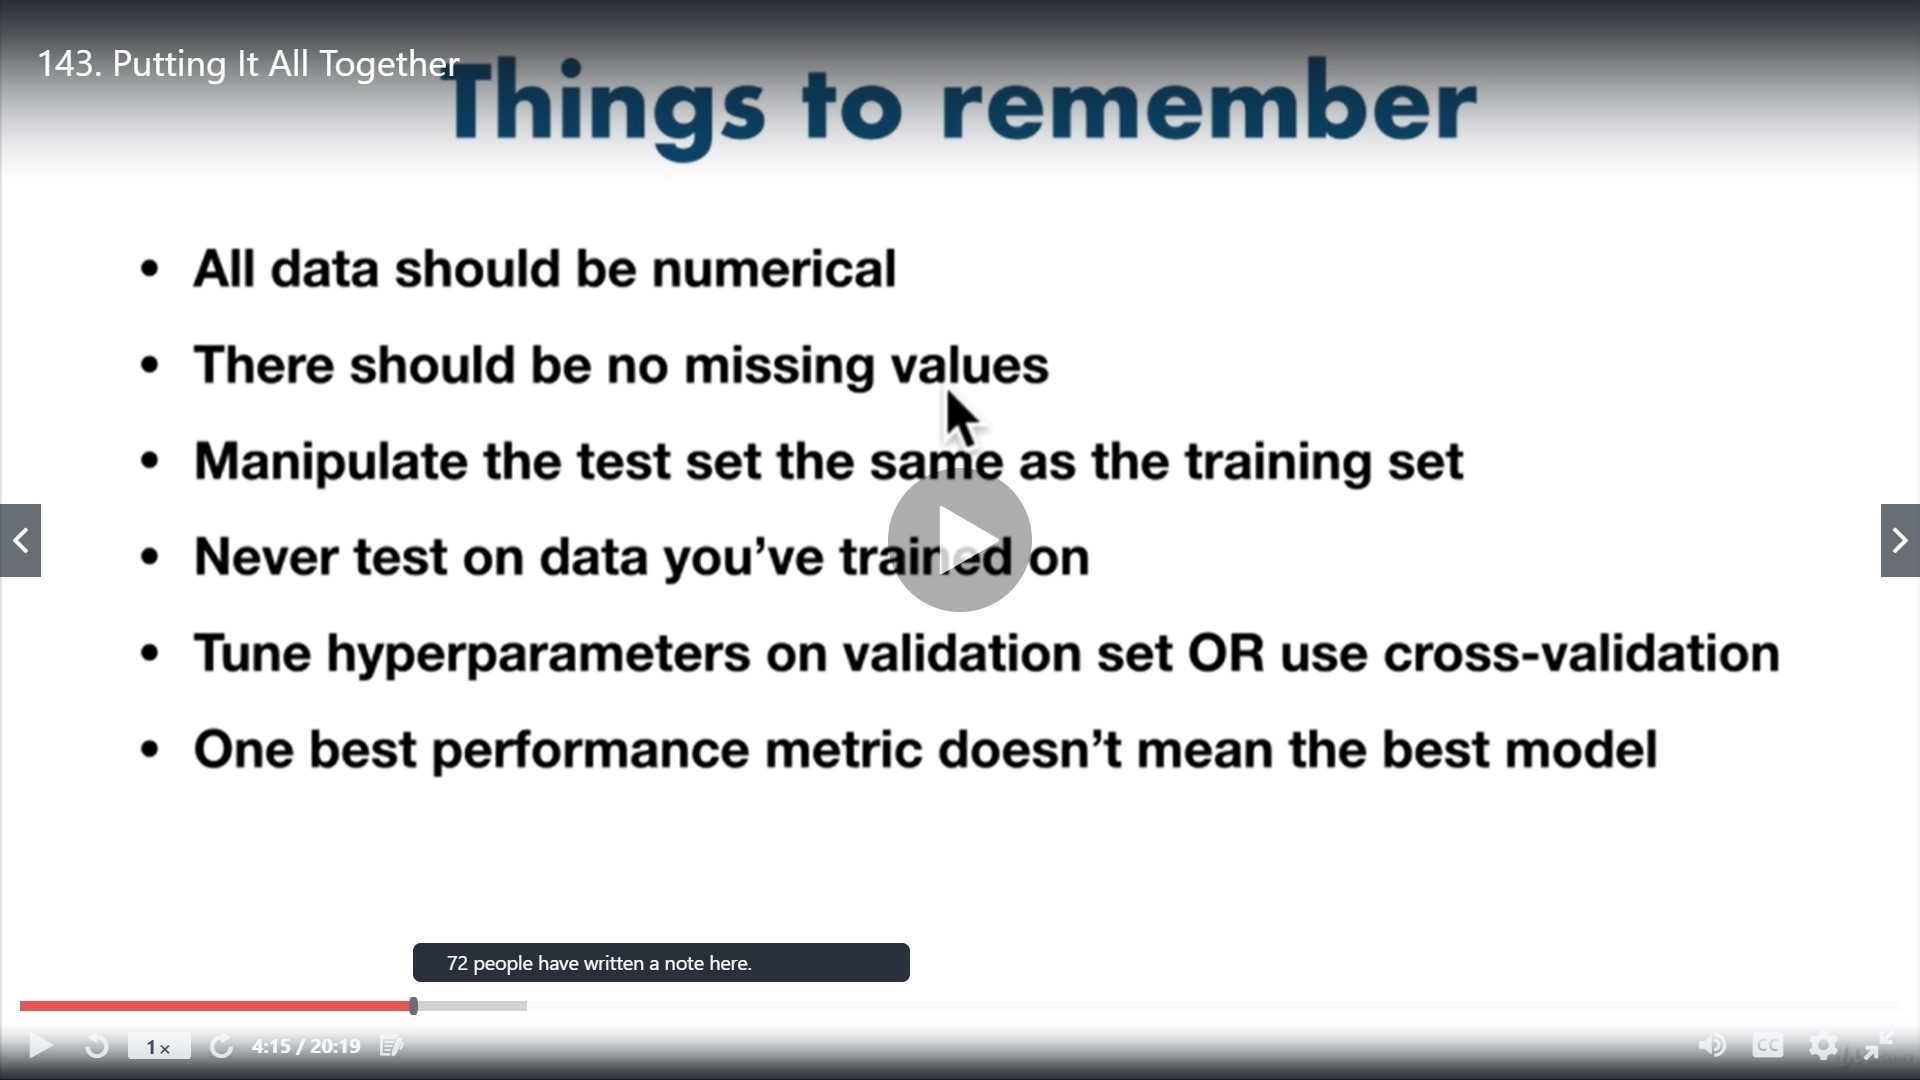 143. Putting It All Together
Things to remember
• All data should be numerical
• There should be no missing values
• Manipulate the test set the same as the training set
• Never test on data you’ve trained on
• Tune hyperparameters on validation set OR use cross-validation
• One best performance metric doesn’t mean the best model
72 people have written a note here.
1×
4:15 / 20:19
CC